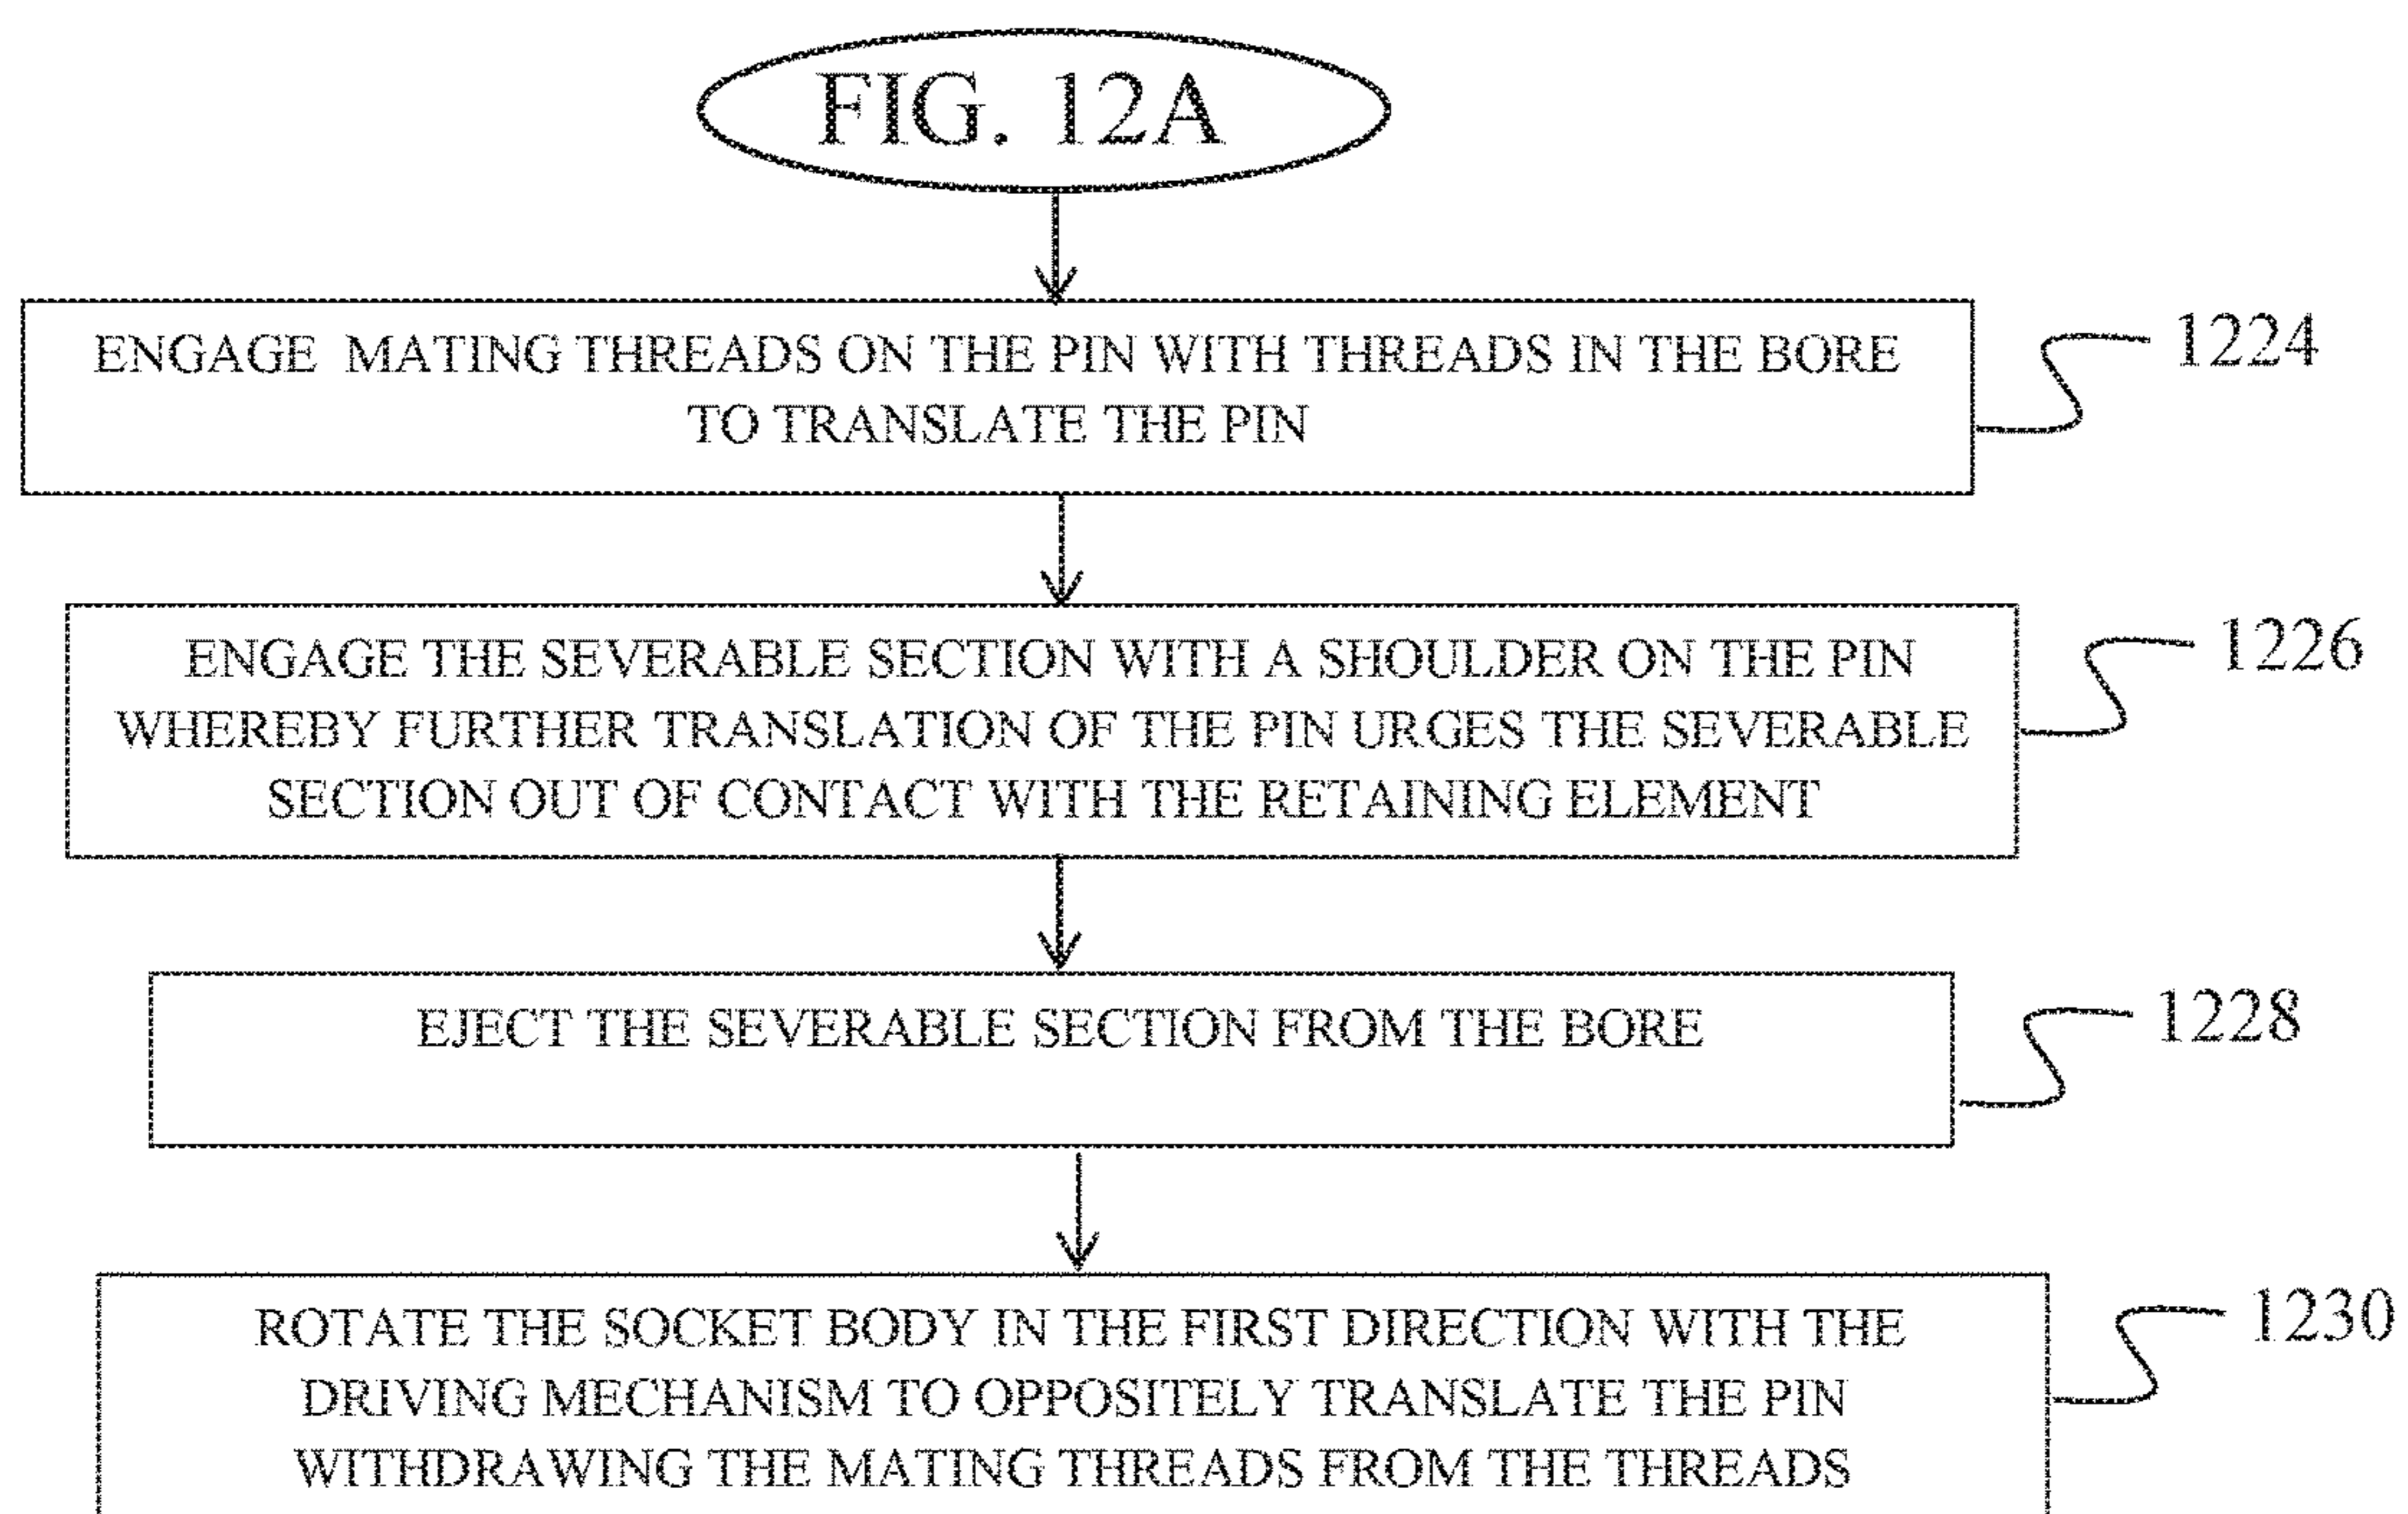 FIG. 12A
ENGAGE MATING THREADS ON THE PIN WITH THREADS IN THE BORE
TO TRANSLATE THE PIN
1224
ENGAGE THE SEVERABLE SECTION WITH A SHOULDER ON THE PIN
WHEREBY FURTHER TRANSLATION OF THE PIN URGES THE SEVERABLE
SECTION OUT OF CONTACT WITH THE RETAINING ELEMENT
1226
EJECT THE SEVERABLE SECTION FROM THE BORE
1228
ROTATE THE SOCKET BODY IN THE FIRST DIRECTION WITH THE
DRIVING MECHANISM TO OPPOSITELY TRANSLATE THE PIN
WITHDRAWING THE MATING THREADS FROM THE THREADS
1230